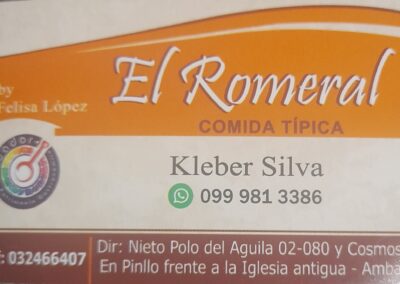 by
Felisa López
El Romeral
COMIDA TÍPICA
Kleber Silva
099 981 3386
: 032466407
Dir: Nieto Polo del Aguila 02-080 y Cosmos
En Pinllo frente a la Iglesia antigua - Amba